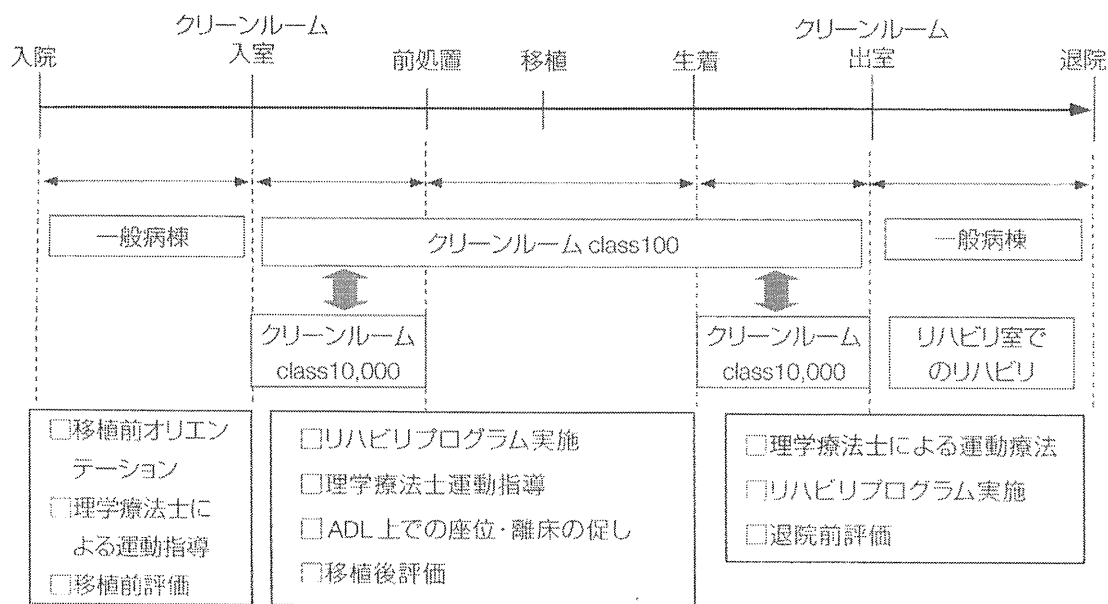 クリーンルーム
クリーンルーム
入院
入室
前処置
移植
生着
出室
退院
一般病棟
クリーンルーム class100
一般病棟
クリーンルーム
class10,000
クリーンルーム
class10,000
リハビリ室で
のリハビリ
□移植前オリエン
テーション
□理学療法士に
よる運動指導
□移植前評価
□リハビリプログラム実施
□理学療法士運動指導
□ADL上での座位・離床の促し
□移植後評価
□理学療法士による運動療法
□リハビリプログラム実施
□退院前評価